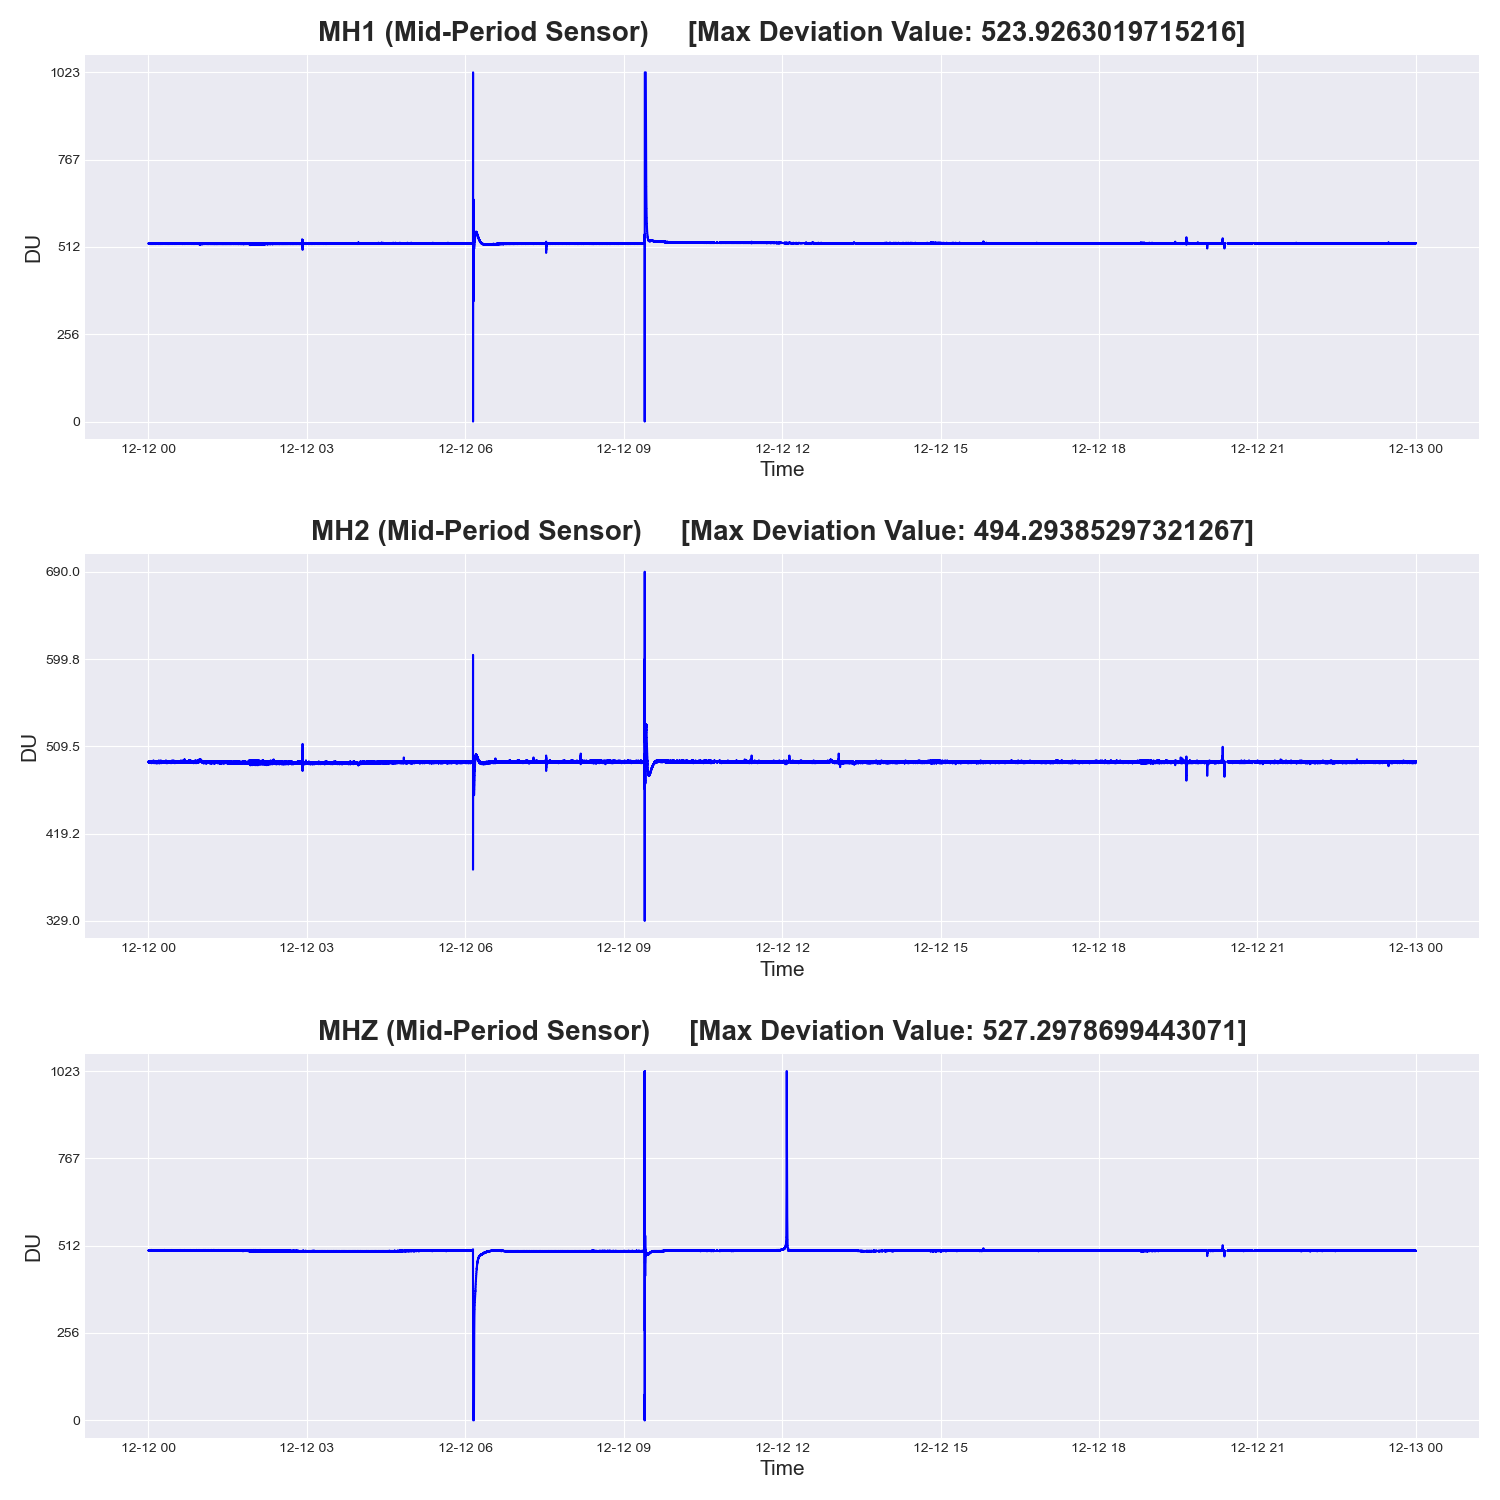 MH1 (Mid-Period Sensor) [Max Deviation Value: 523.9263019715216]
1023
767
512
256
0
DU
12-12 00 12-12 03 12-12 06 12-12 09 12-12 12 12-12 15 12-12 18 12-12 21 12-13 00
Time
MH2 (Mid-Period Sensor) [Max Deviation Value: 494.29385297321267]
690.0
599.8
509.5
419.2
329.0
DU
12-12 00 12-12 03 12-12 06 12-12 09 12-12 12 12-12 15 12-12 18 12-12 21 12-13 00
Time
MHZ (Mid-Period Sensor) [Max Deviation Value: 527.2978699443071]
1023
767
512
256
0
DU
12-12 00 12-12 03 12-12 06 12-12 09 12-12 12 12-12 15 12-12 18 12-12 21 12-13 00
Time